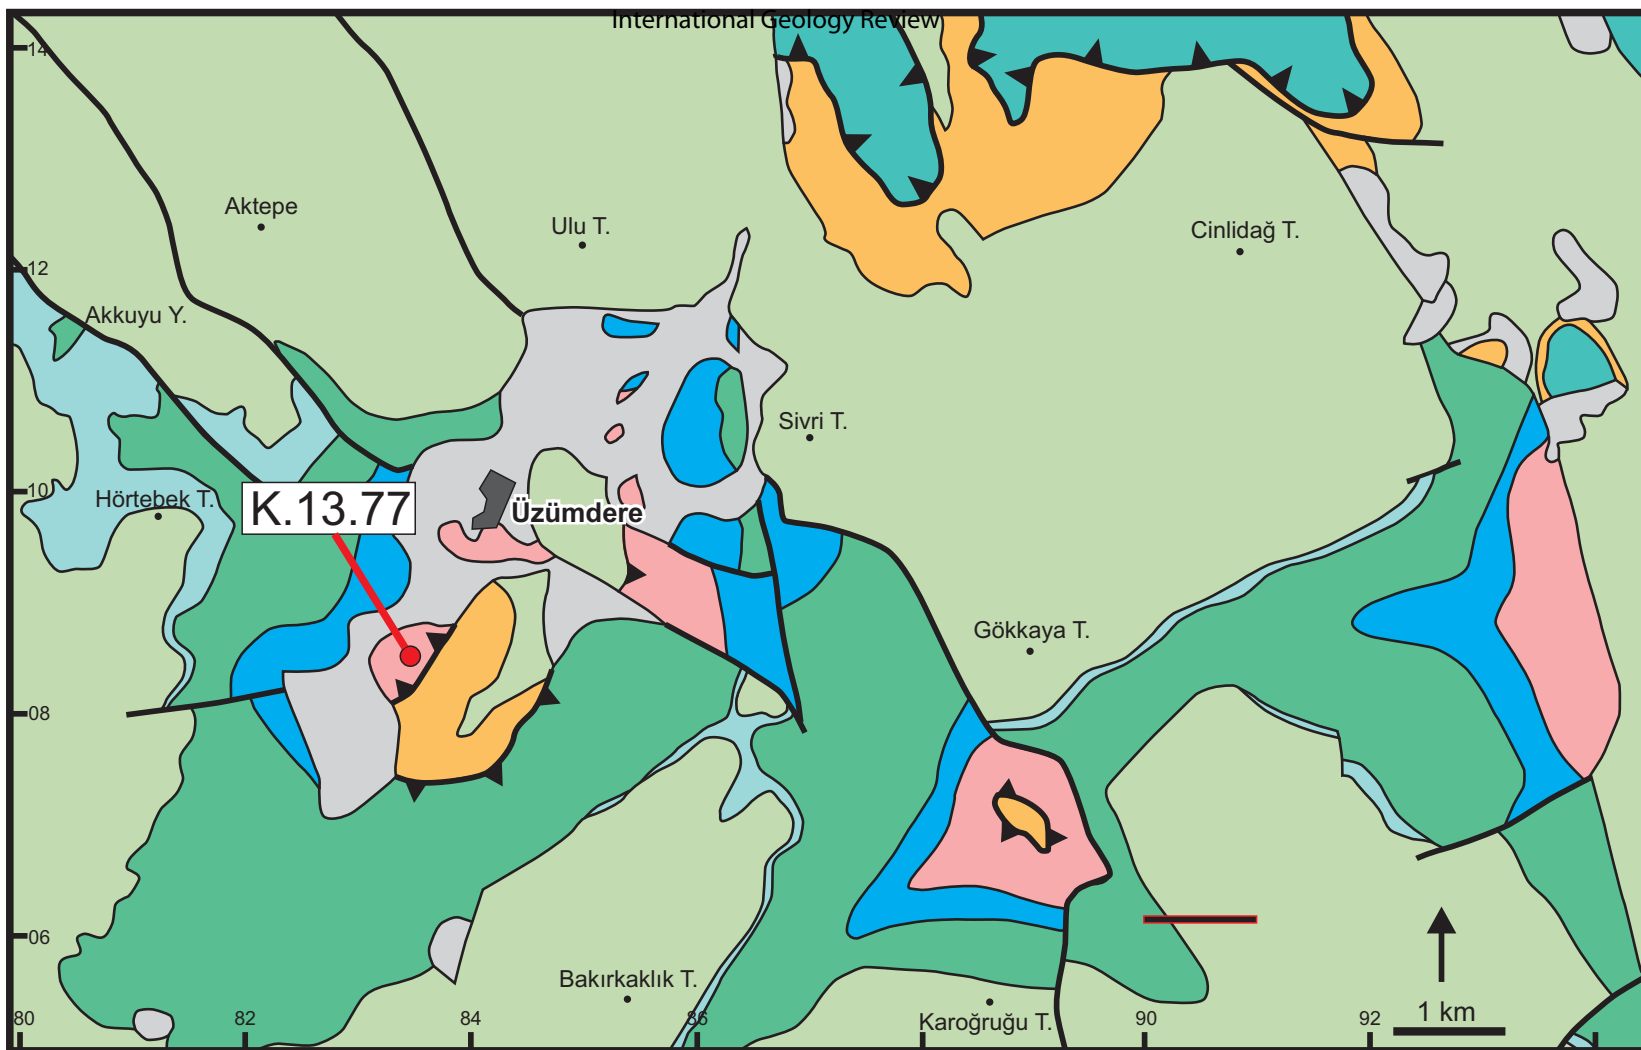 International Geology Review
14
Aktepe
Ulu T.
Cinlidağ T.
12
Akkuyu Y.
Sivri T.
10
Hörtebek T.
K.13.77
Üzümdere
Gökkaya T.
08
06
Bakırkaklık T.
1 km
Karoğruğu T.
80
82
84
86
90
92